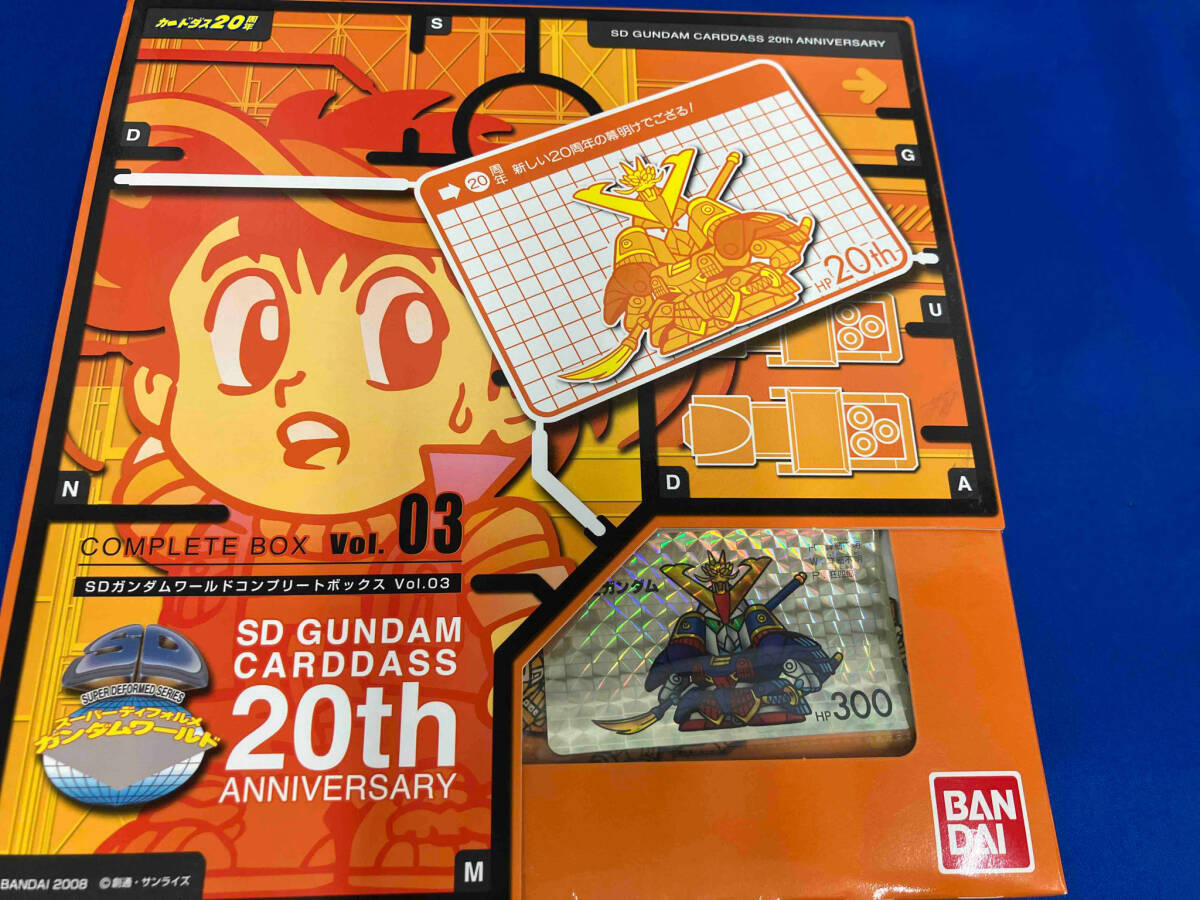 カードダス20周年
S
SD GUNDAM CARDDASS 20th ANNIVERSARY
D
G
20周年 新しい20周年の幕明けでござる!
HP 20th
U
N
D
A
COMPLETE BOX Vol. 03
SDガンダムワールドコンプリートボックス Vol.03
SD
SUPER DEFORMED SERIES
スーパーディフォルメ
ガンダムワールド
SD GUNDAM
CARDDASS
20th
ANNIVERSARY
ガンダム
HP 300
BAN
DAI
M
BANDAI 2008 ©創通・サンライズ